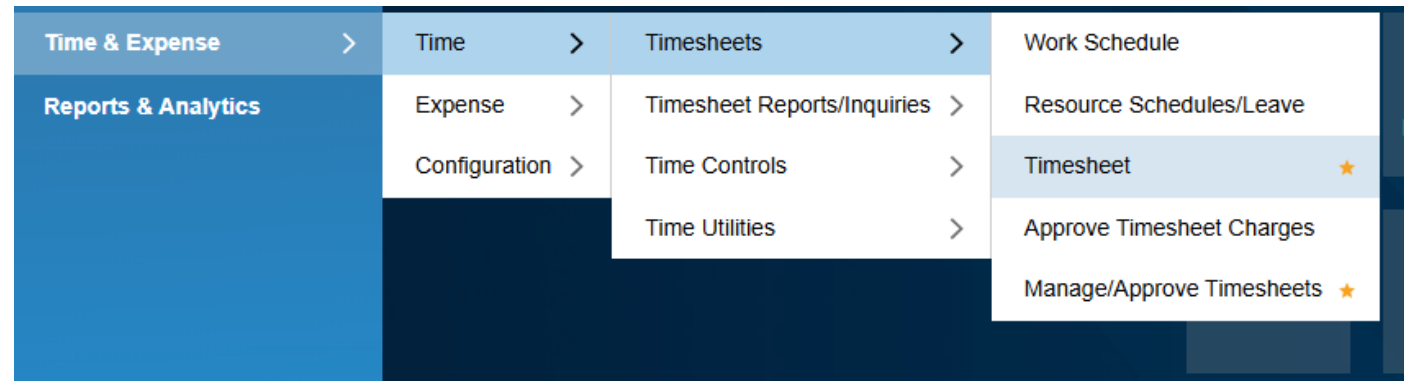 Time & Expense
Reports & Analytics
Time
Expense
Configuration
Timesheets
Timesheet Reports/Inquiries
Time Controls
Time Utilities
Work Schedule
Resource Schedules/Leave
Timesheet
Approve Timesheet Charges
Manage/Approve Timesheets